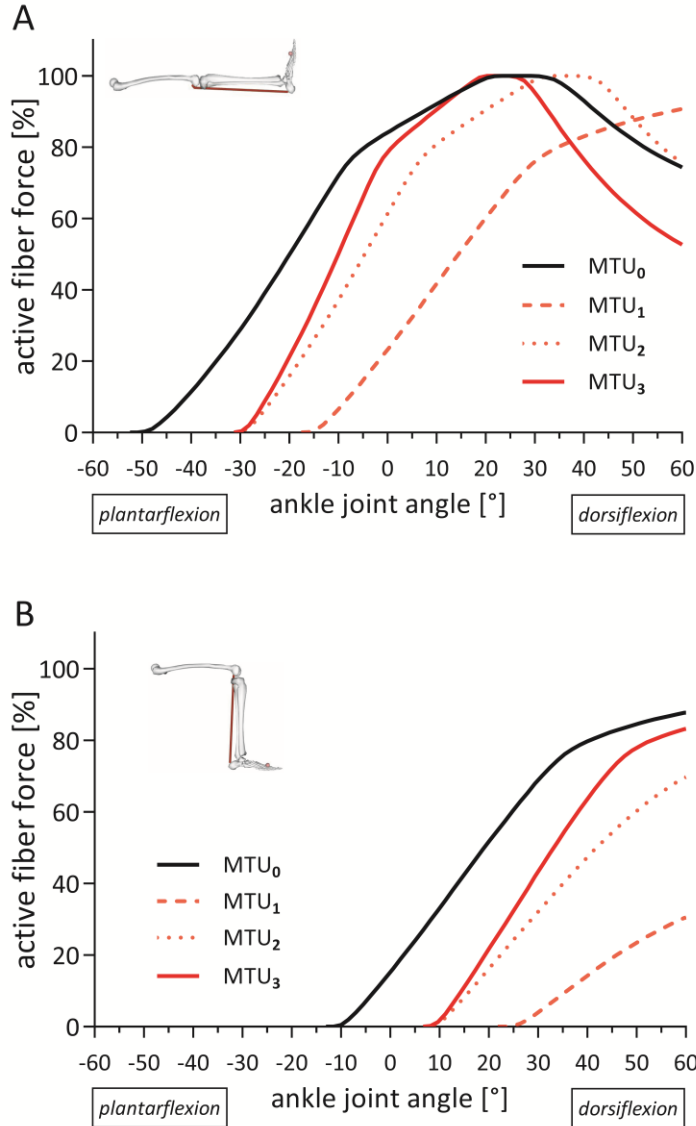 A
active fiber force [%]
100
80
60
40
20
0
MTU0
MTU1
MTU2
MTU3
-60 -50 -40 -30 -20 -10 0 10 20 30 40 50 60
plantarflexion
ankle joint angle [°]
dorsiflexion
B
active fiber force [%]
100
80
60
40
20
0
MTU0
MTU1
MTU2
MTU3
-60 -50 -40 -30 -20 -10 0 10 20 30 40 50 60
plantarflexion
ankle joint angle [°]
dorsiflexion